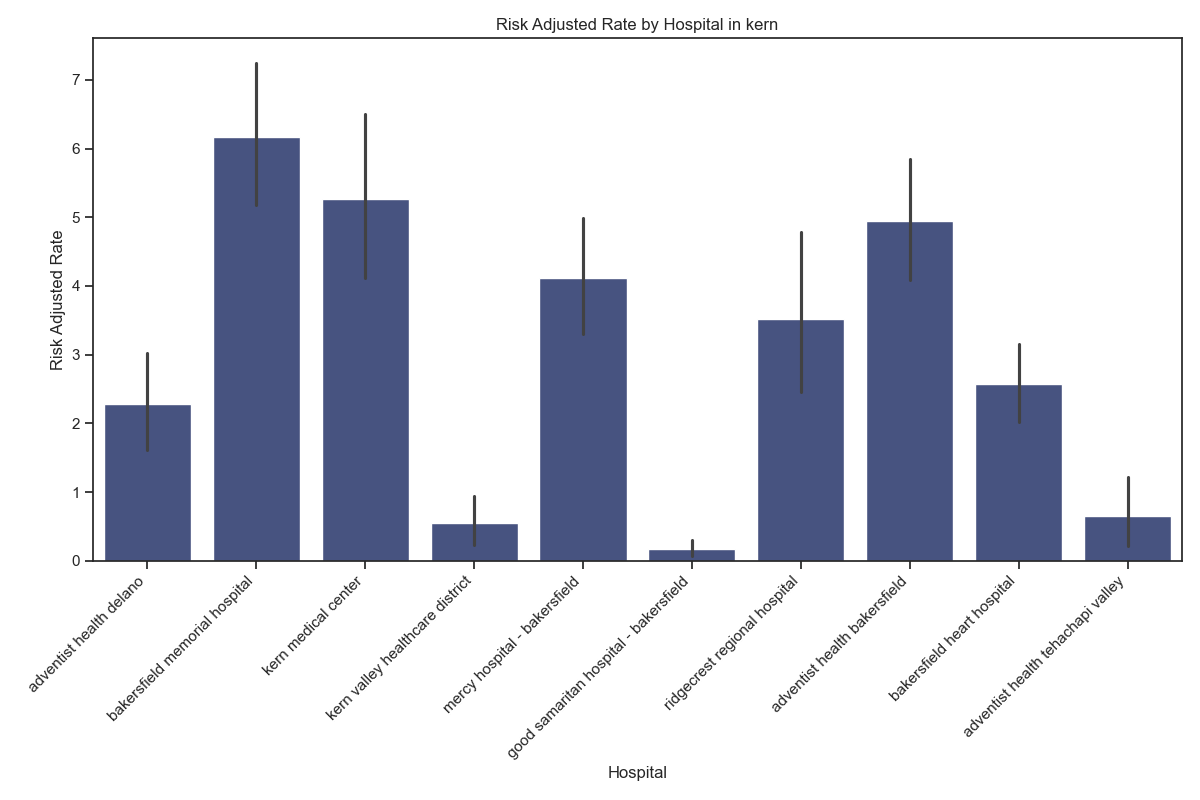 Risk Adjusted Rate by Hospital in kern
Risk Adjusted Rate
7
6
5
4
3
2
1
0
adventist health delano
bakersfield memorial hospital
kern medical center
kern valley healthcare district
mercy hospital - bakersfield
good samaritan hospital - bakersfield
ridgecrest regional hospital
adventist health bakersfield
bakersfield heart hospital
adventist health tehachapi valley
Hospital